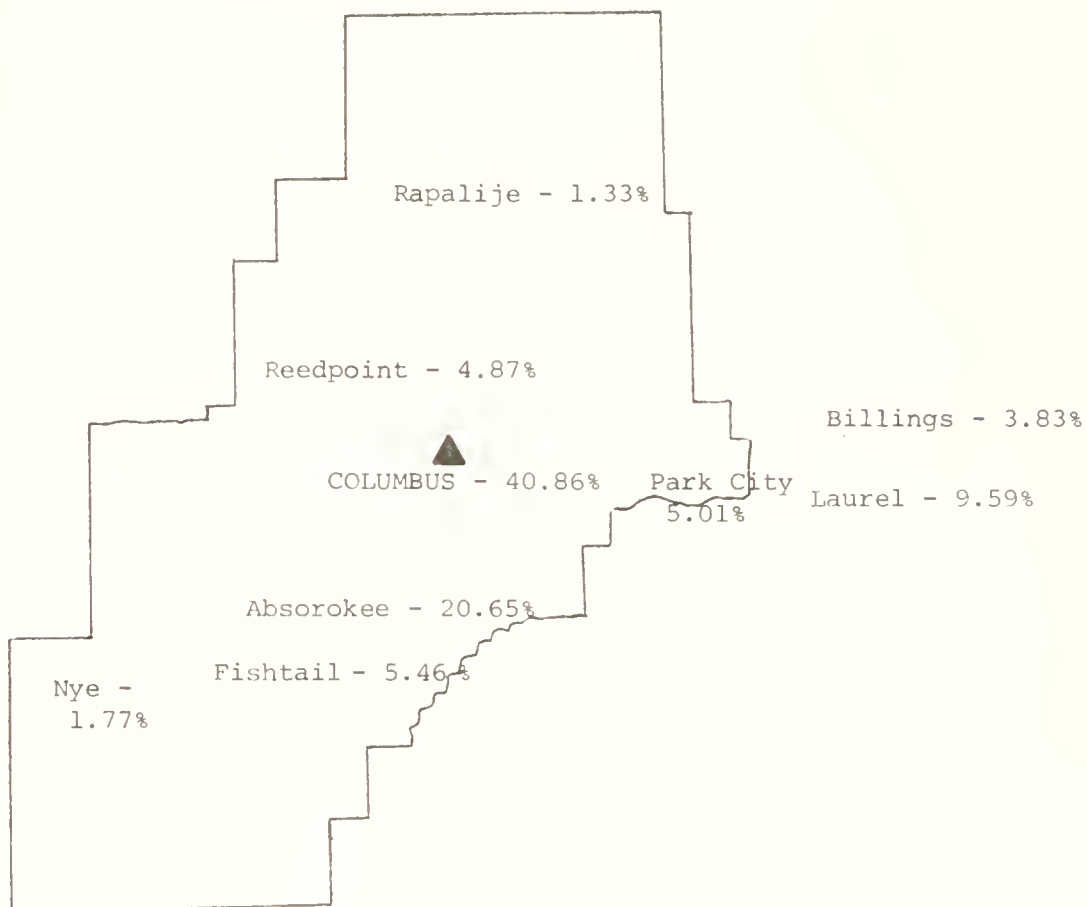 Rapalije - 1.33%
Reedpoint - 4.87%
Billings - 3.83%
COLUMBUS - 40.86%
Park City
5.01%
Laurel - 9.59%
Absorokee - 20.65%
Fishtail - 5.46%
Nye -
1.77%